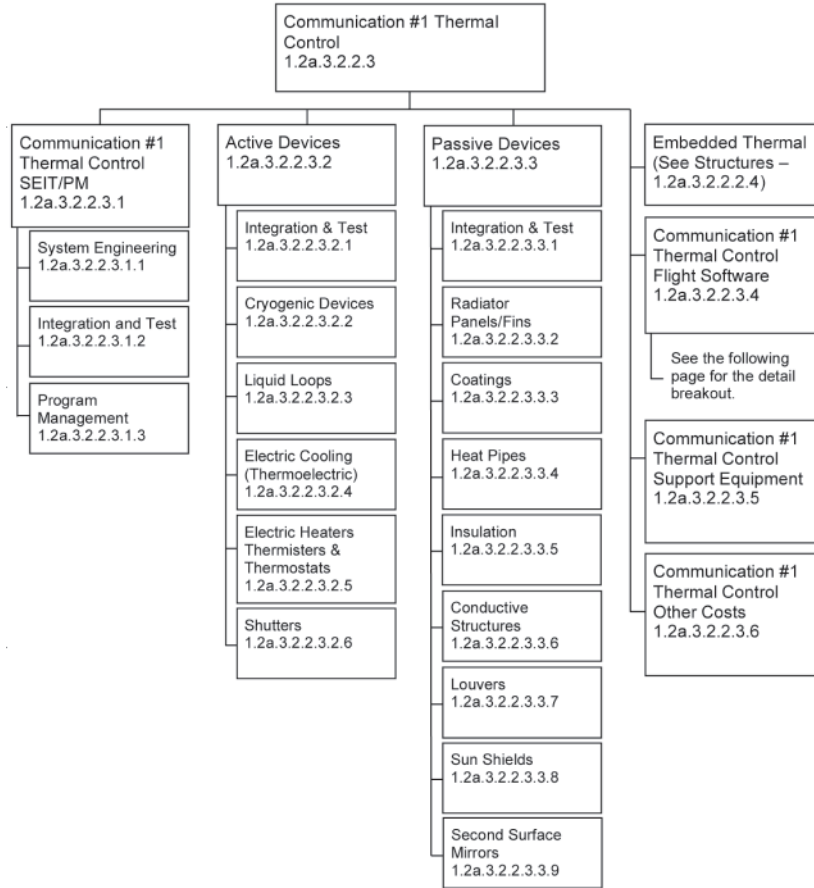 Communication #1 Thermal
Control
1.2a.3.2.2.3
Communication #1
Thermal Control
SEIT/PM
1.2a.3.2.2.3.1
System Engineering
1.2a.3.2.2.3.1.1
Integration and Test
1.2a.3.2.2.3.1.2
Program
Management
1.2a.3.2.2.3.1.3
Active Devices
1.2a.3.2.2.3.2
Integration & Test
1.2a.3.2.2.3.2.1
Cryogenic Devices
1.2a.3.2.2.3.2.2
Liquid Loops
1.2a.3.2.2.3.2.3
Electric Cooling
(Thermoelectric)
1.2a.3.2.2.3.2.4
Electric Heaters
Thermisters &
Thermostats
1.2a.3.2.2.3.2.5
Shutters
1.2a.3.2.2.3.2.6
Passive Devices
1.2a.3.2.2.3.3
Integration & Test
1.2a.3.2.2.3.3.1
Radiator
Panels/Fins
1.2a.3.2.2.3.3.2
Coatings
1.2a.3.2.2.3.3.3
Heat Pipes
1.2a.3.2.2.3.3.4
Insulation
1.2a.3.2.2.3.3.5
Conductive
Structures
1.2a.3.2.2.3.3.6
Louvers
1.2a.3.2.2.3.3.7
Sun Shields
1.2a.3.2.2.3.3.8
Second Surface
Mirrors
1.2a.3.2.2.3.3.9
Embedded Thermal
(See Structures –
1.2a.3.2.2.2.4)
Communication #1
Thermal Control
Flight Software
1.2a.3.2.2.3.4
See the following
page for the detail
breakout.
Communication #1
Thermal Control
Support Equipment
1.2a.3.2.2.3.5
Communication #1
Thermal Control
Other Costs
1.2a.3.2.2.3.6